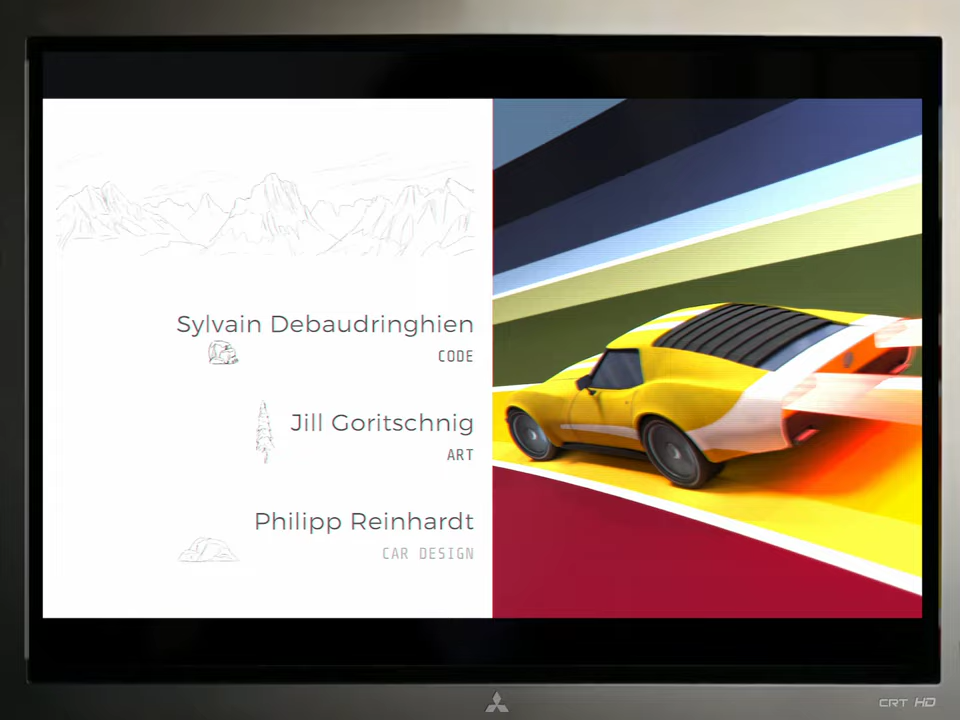 Sylvain Debaudringhien
CODE
Jill Goritschnig
ART
Philipp Reinhardt
CAR DESIGN
CRT HD